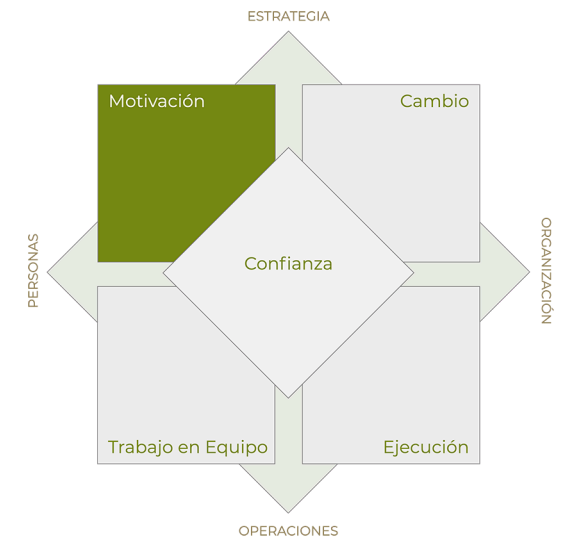 ESTRATEGIA
Motivación
Cambio
PERSONAS
Confianza
ORGANIZACIÓN
Trabajo en Equipo
Ejecución
OPERACIONES